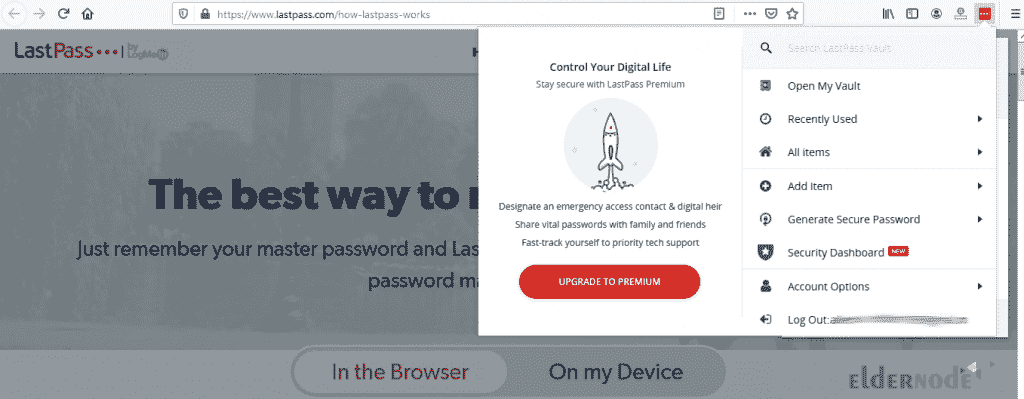 https://www.lastpass.com/how-lastpass-works
LastPass••• | by LogMeIn
H
The best way to
Just remember your master password and Las
password ma
Control Your Digital Life
Stay secure with LastPass Premium
Designate an emergency access contact & digital heir
Share vital passwords with family and friends
Fast-track yourself to priority tech support
UPGRADE TO PREMIUM
Search LastPass Vault
Open My Vault
Recently Used
All items
Add Item
Generate Secure Password
Security Dashboard NEW
Account Options
Log Out:
In the Browser
On my Device
ELDERNODE